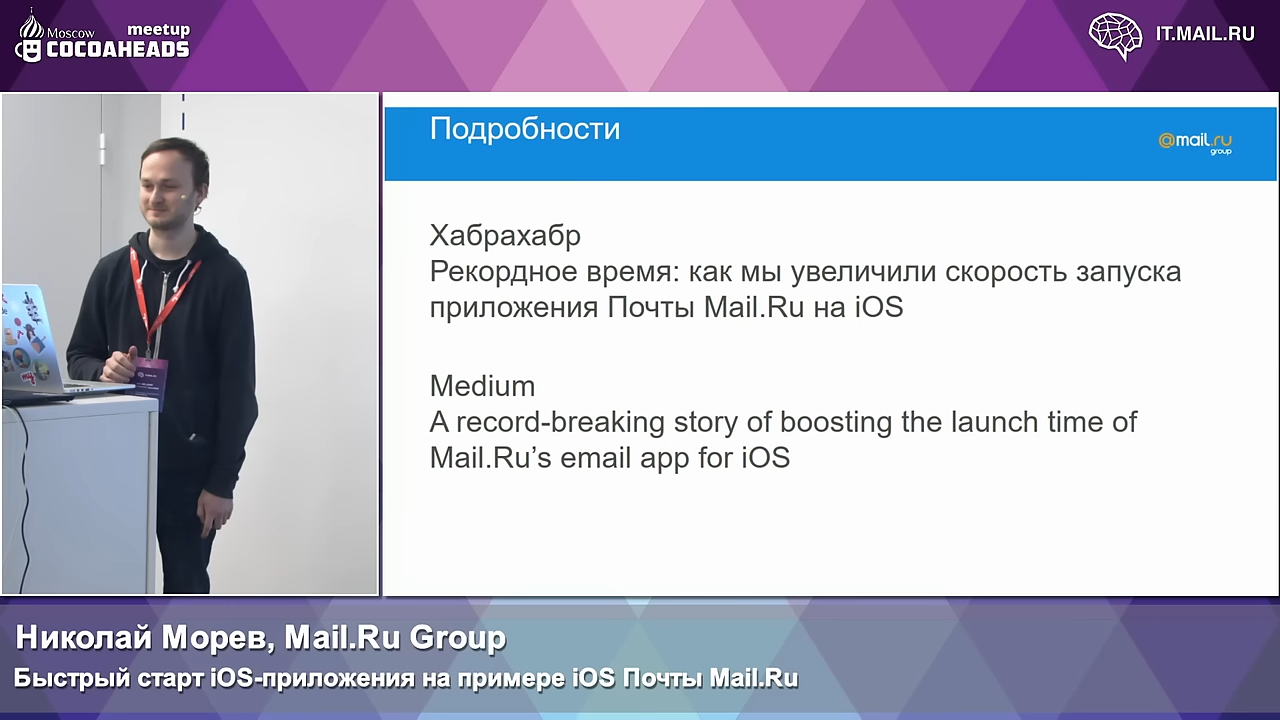 Moscow
meetup
COCOAHEADS
IT.MAIL.RU
Подробности
@mail.ru
group
Хабрахабр
Рекордное время: как мы увеличили скорость запуска
приложения Почты Mail.Ru на iOS
Medium
A record-breaking story of boosting the launch time of
Mail.Ru’s email app for iOS
Николай Морев, Mail.Ru Group
Быстрый старт iOS-приложения на примере iOS Почты Mail.Ru